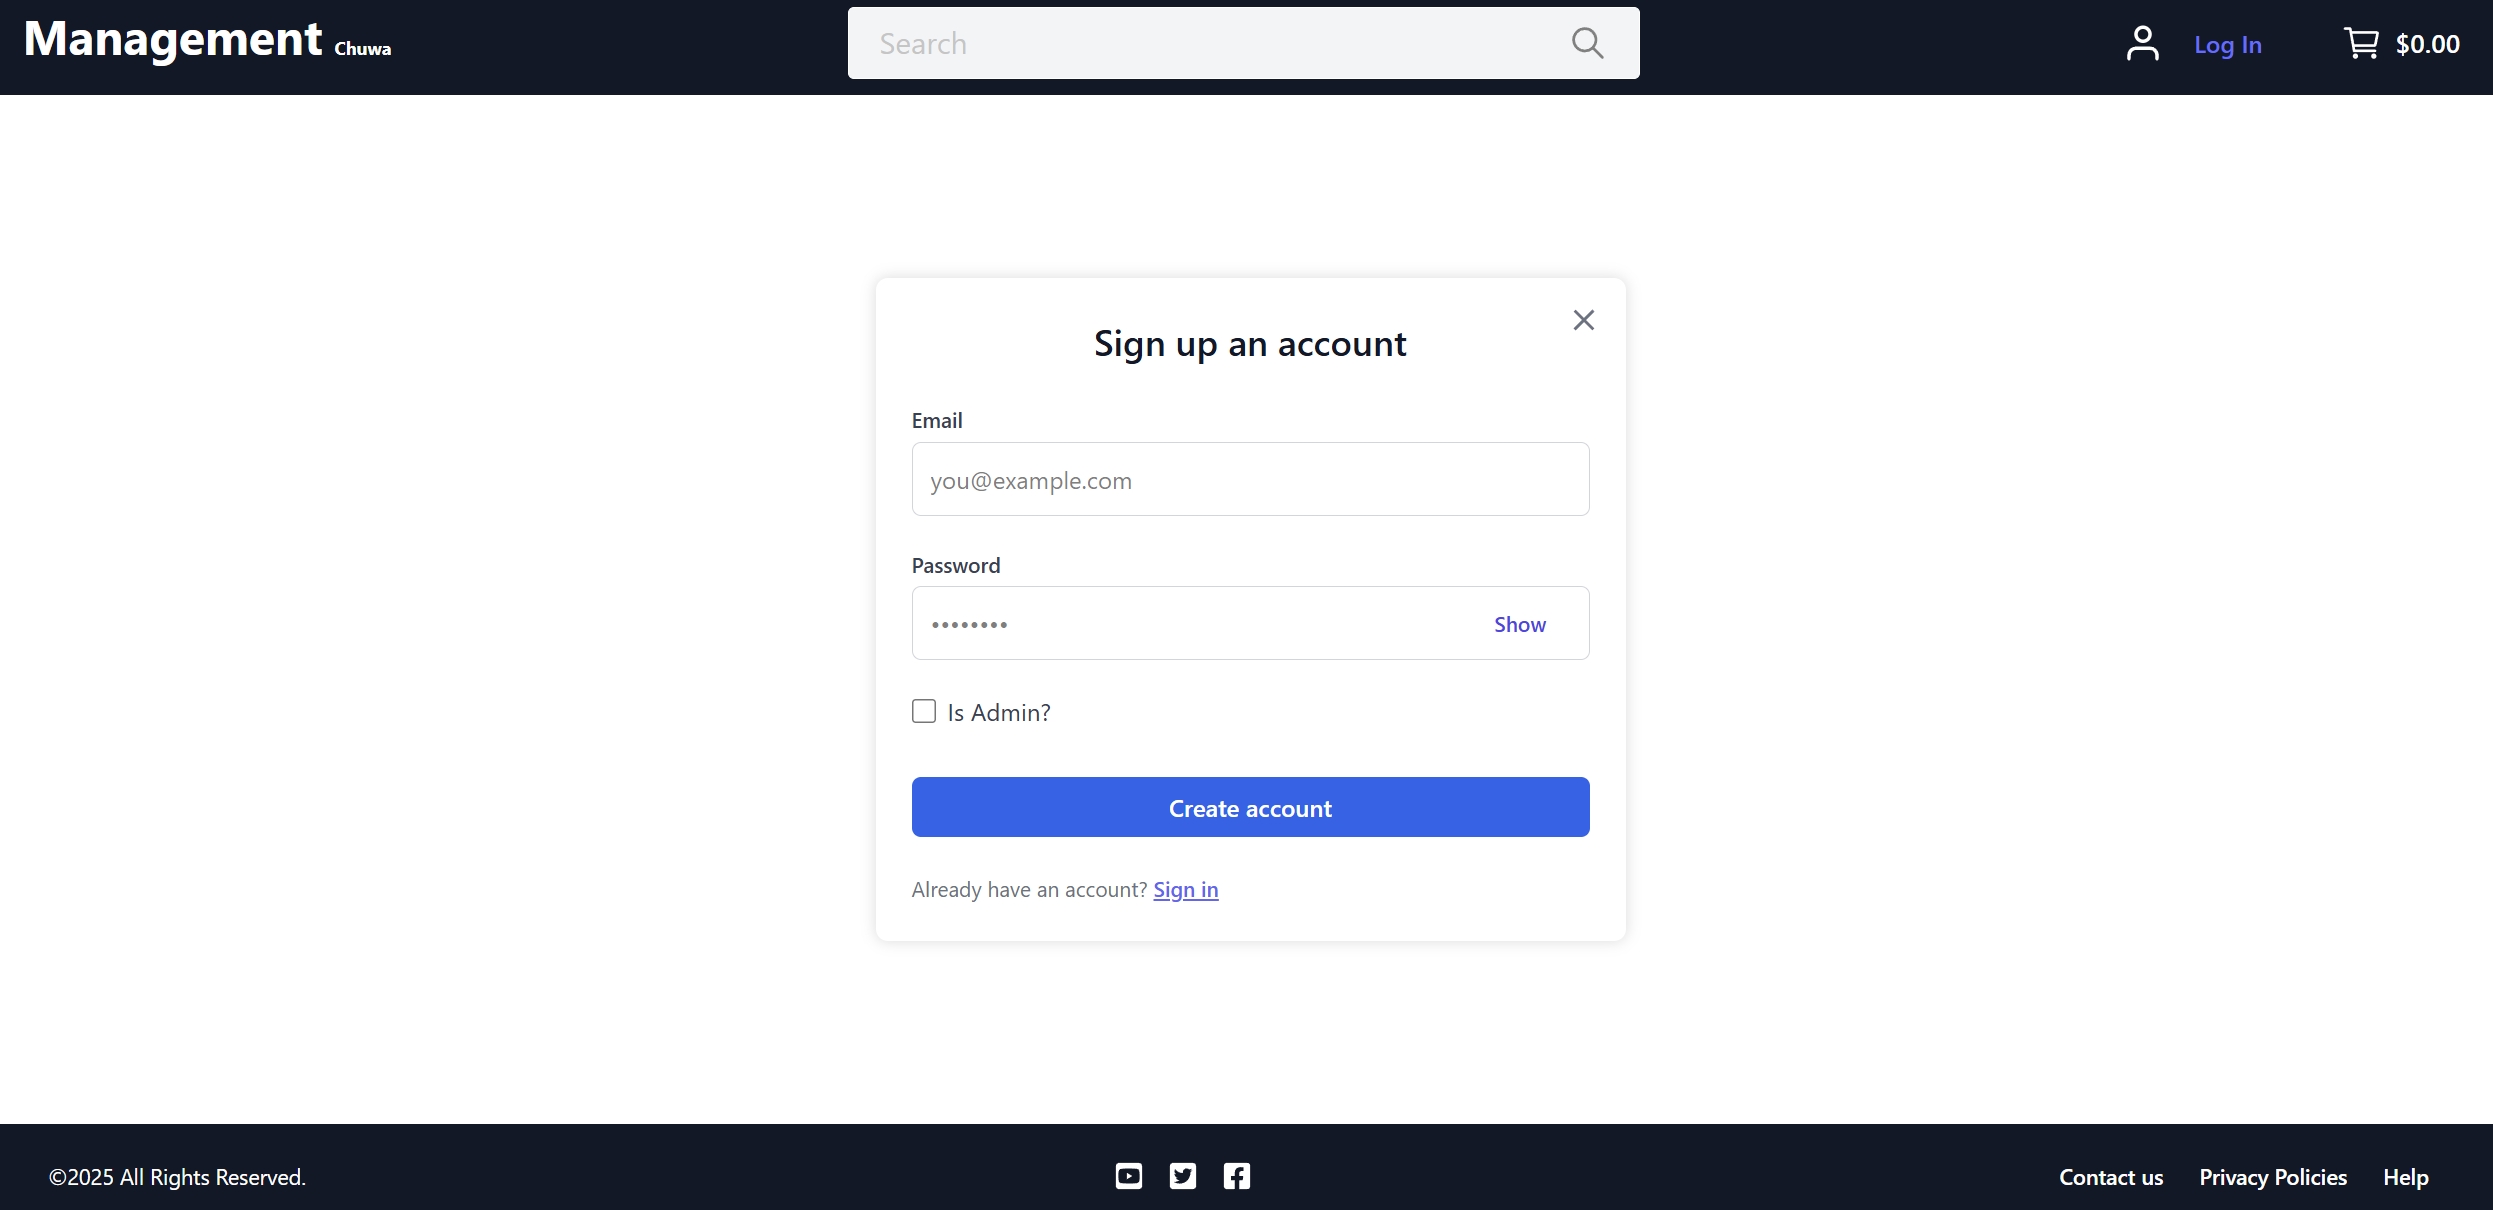 Management Chuwa
Search
Log In
$0.00
Sign up an account
Email
you@example.com
Password
••••••••
Show
Is Admin?
Create account
Already have an account? Sign in
©2025 All Rights Reserved.
Contact us
Privacy Policies
Help